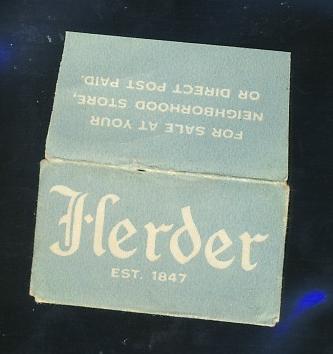 FOR SALE AT YOUR
NEIGHBORHOOD STORE,
OR DIRECT POST PAID.
Herder
EST. 1847